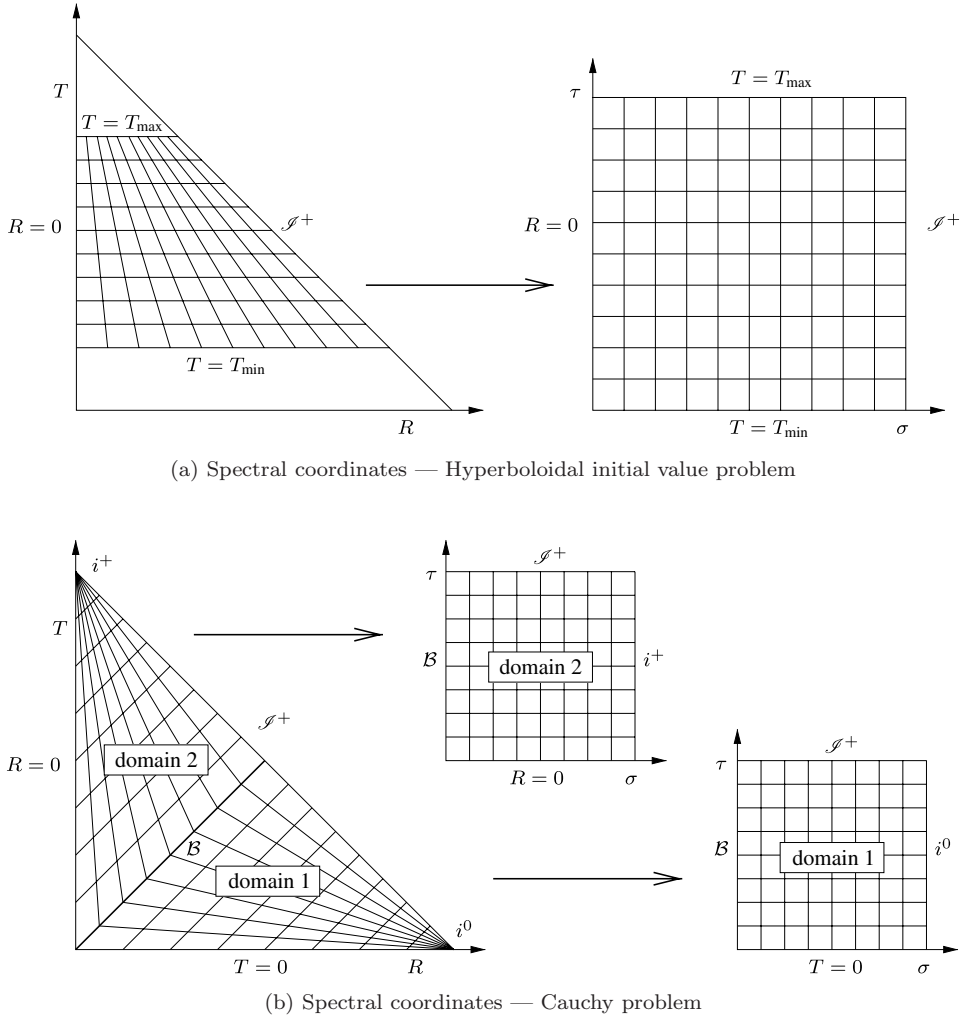 T
T = T_max
R = 0
ℐ⁺
T = T_min
R
τ
T = T_max
R = 0
ℐ⁺
T = T_min
σ
(a) Spectral coordinates — Hyperboloidal initial value problem
i⁺
T
R = 0
domain 2
ℐ⁺
ℬ
domain 1
i⁰
T = 0
R
ℐ⁺
τ
ℬ
domain 2
i⁺
R = 0
σ
ℐ⁺
τ
ℬ
domain 1
i⁰
T = 0
σ
(b) Spectral coordinates — Cauchy problem